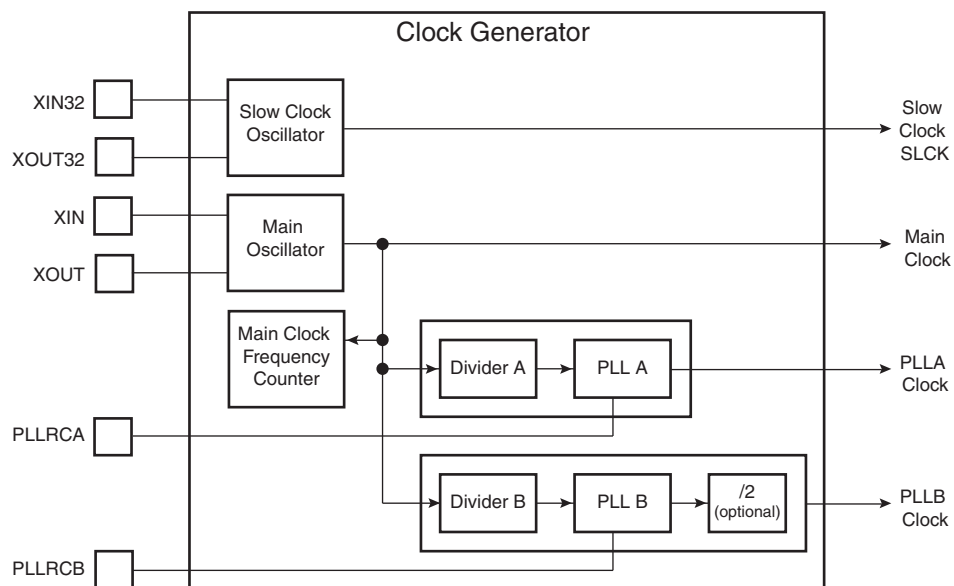 Clock Generator
XIN32
Slow Clock
Oscillator
Slow
Clock
SLCK
XOUT32
XIN
Main
Oscillator
Main
Clock
XOUT
Main Clock
Frequency
Counter
Divider A
PLL A
PLLA
Clock
PLLRCA
Divider B
PLL B
/2
(optional)
PLLB
Clock
PLLRCB